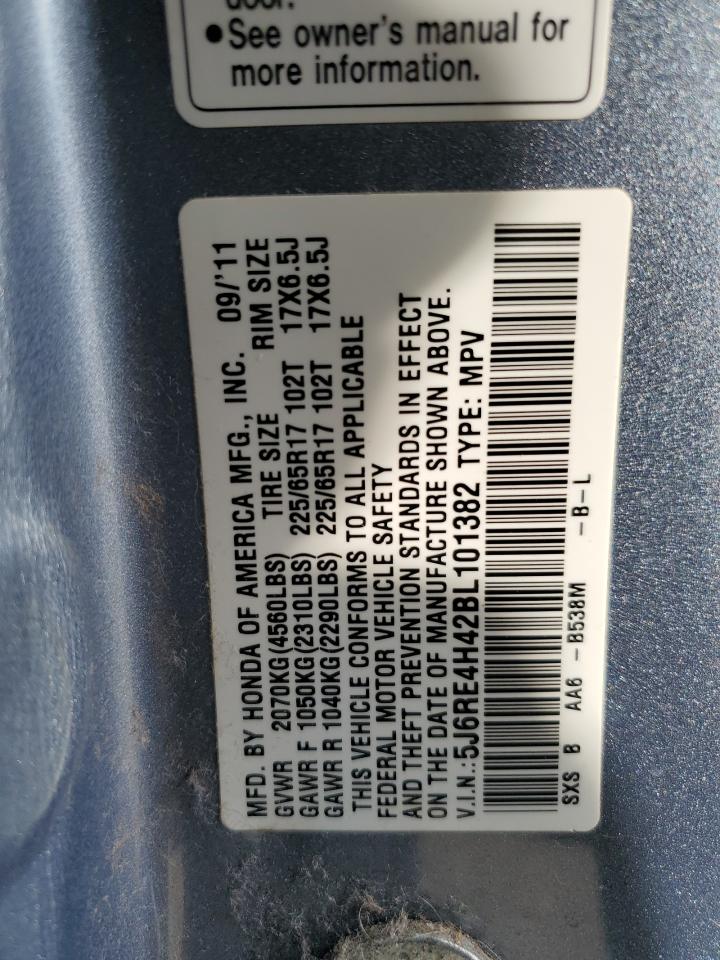 door.
●See owner's manual for
more information.
MFD. BY HONDA OF AMERICA MFG., INC. 09/'11
GVWR 2070KG(4560LBS) TIRE SIZE RIM SIZE
GAWR F 1050KG(2310LBS) 225/65R17 102T 17X6.5J
GAWR R 1040KG(2290LBS) 225/65R17 102T 17X6.5J
THIS VEHICLE CONFORMS TO ALL APPLICABLE
FEDERAL MOTOR VEHICLE SAFETY
AND THEFT PREVENTION STANDARDS IN EFFECT
ON THE DATE OF MANUFACTURE SHOWN ABOVE.
V.I.N.:5J6RE4H42BL101382 TYPE: MPV
SXS B AA6 -B538M -B-L